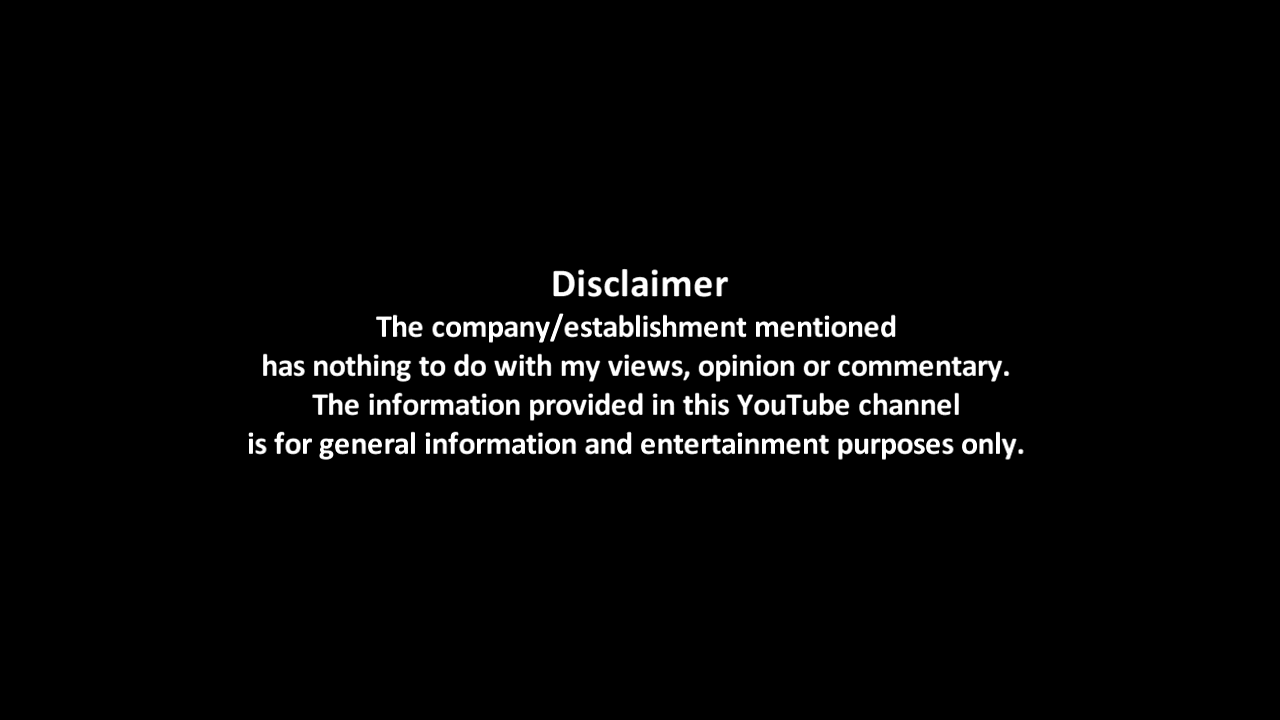 Disclaimer
The company/establishment mentioned
has nothing to do with my views, opinion or commentary.
The information provided in this YouTube channel
is for general information and entertainment purposes only.